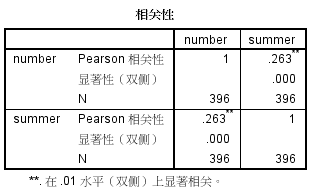 相关性
number summer
number Pearson 相关性 1 .263**
显著性（双侧） .000
N 396 396
summer Pearson 相关性 .263** 1
显著性（双侧） .000
N 396 396
**. 在 .01 水平（双侧）上显著相关。